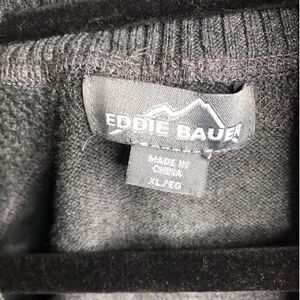 EDDIE BAUER
MADE IN
CHINA
XL/EG